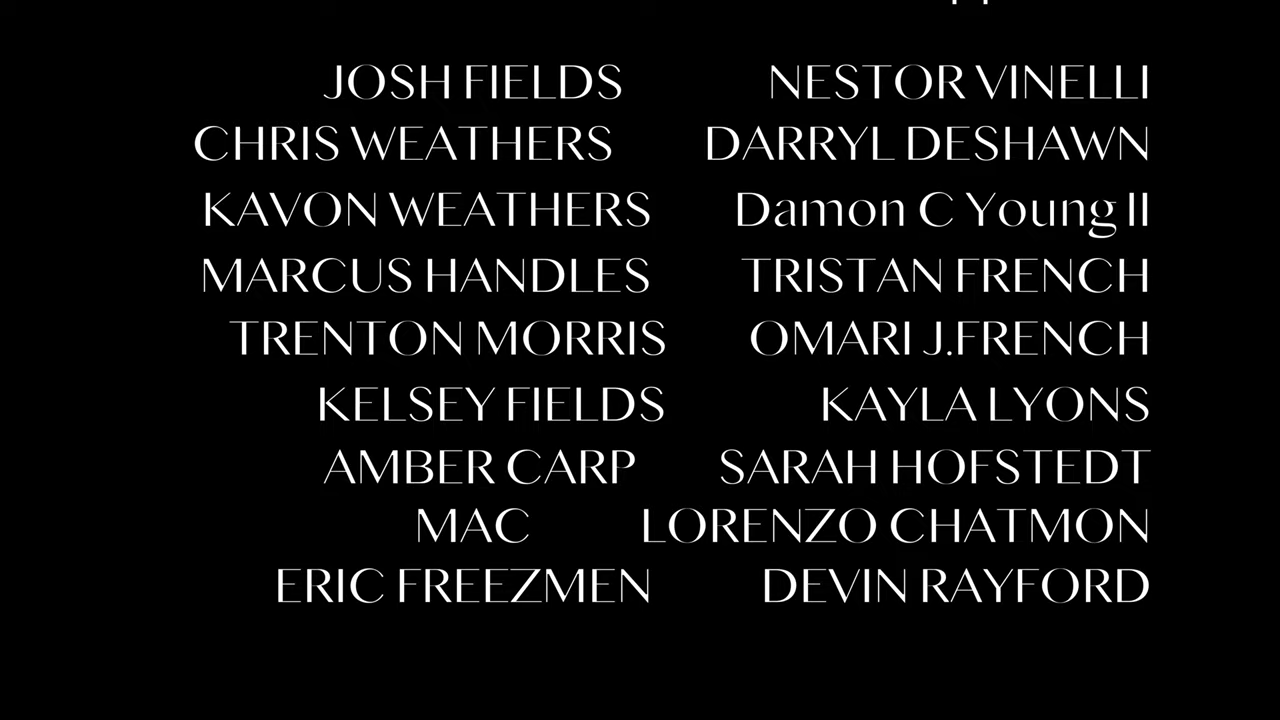 JOSH FIELDS NESTOR VINELLI
CHRIS WEATHERS DARRYL DESHAWN
KAVON WEATHERS Damon C Young II
MARCUS HANDLES TRISTAN FRENCH
TRENTON MORRIS OMARI J.FRENCH
KELSEY FIELDS KAYLA LYONS
AMBER CARP SARAH HOFSTEDT
MAC LORENZO CHATMON
ERIC FREEZMEN DEVIN RAYFORD